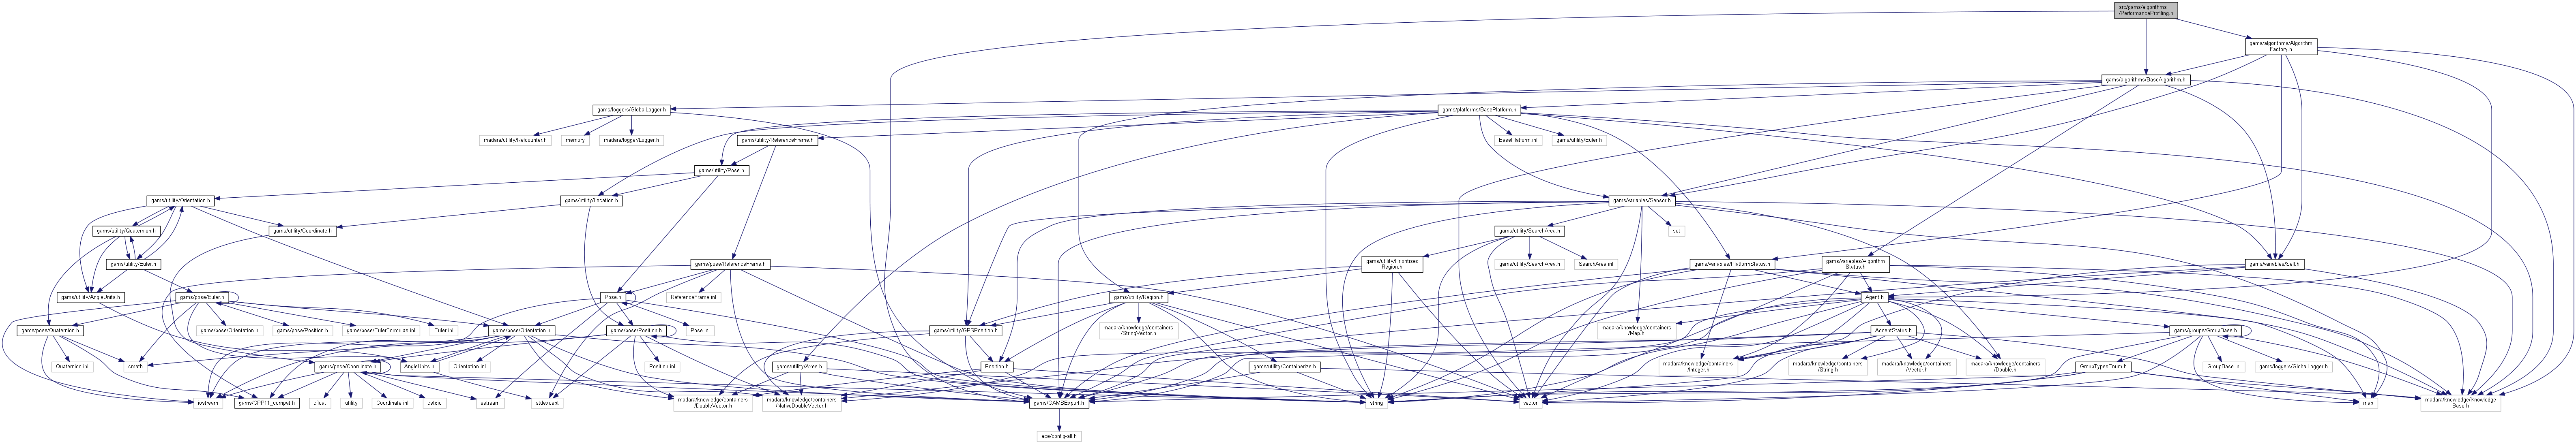 src/gams/algorithms
/PerformanceProfiling.h
gams/algorithms/Algorithm
Factory.h
gams/algorithms/BaseAlgorithm.h
gams/loggers/GlobalLogger.h
gams/platforms/BasePlatform.h
madara/utility/Refcounter.h
memory
madara/logger/Logger.h
gams/utility/ReferenceFrame.h
BasePlatform.inl
gams/utility/Euler.h
gams/utility/Pose.h
gams/utility/Orientation.h
gams/utility/Location.h
gams/variables/Sensor.h
gams/utility/Quaternion.h
gams/utility/Coordinate.h
gams/utility/SearchArea.h
set
gams/utility/Euler.h
gams/pose/ReferenceFrame.h
gams/utility/Prioritized
Region.h
gams/utility/SearchArea.h
SearchArea.inl
gams/variables/PlatformStatus.h
gams/variables/Algorithm
Status.h
gams/variables/Self.h
gams/utility/AngleUnits.h
gams/pose/Euler.h
Pose.h
ReferenceFrame.inl
gams/utility/Region.h
Agent.h
gams/pose/Quaternion.h
gams/pose/Orientation.h
gams/pose/Position.h
gams/pose/EulerFormulas.inl
Euler.inl
gams/pose/Orientation.h
gams/pose/Position.h
Pose.inl
gams/utility/GPSPosition.h
madara/knowledge/containers
/StringVector.h
madara/knowledge/containers
/Map.h
AccentStatus.h
gams/groups/GroupBase.h
Quaternion.inl
cmath
gams/pose/Coordinate.h
AngleUnits.h
Orientation.inl
Position.inl
gams/utility/Axes.h
Position.h
gams/utility/Containerize.h
madara/knowledge/containers
/Integer.h
madara/knowledge/containers
/String.h
madara/knowledge/containers
/Vector.h
madara/knowledge/containers
/Double.h
GroupTypesEnum.h
GroupBase.inl
gams/loggers/GlobalLogger.h
iostream
gams/CPP11_compat.h
cfloat
utility
Coordinate.inl
cstdio
sstream
stdexcept
madara/knowledge/containers
/DoubleVector.h
madara/knowledge/containers
/NativeDoubleVector.h
gams/GAMSExport.h
string
vector
map
madara/knowledge/Knowledge
Base.h
ace/config-all.h